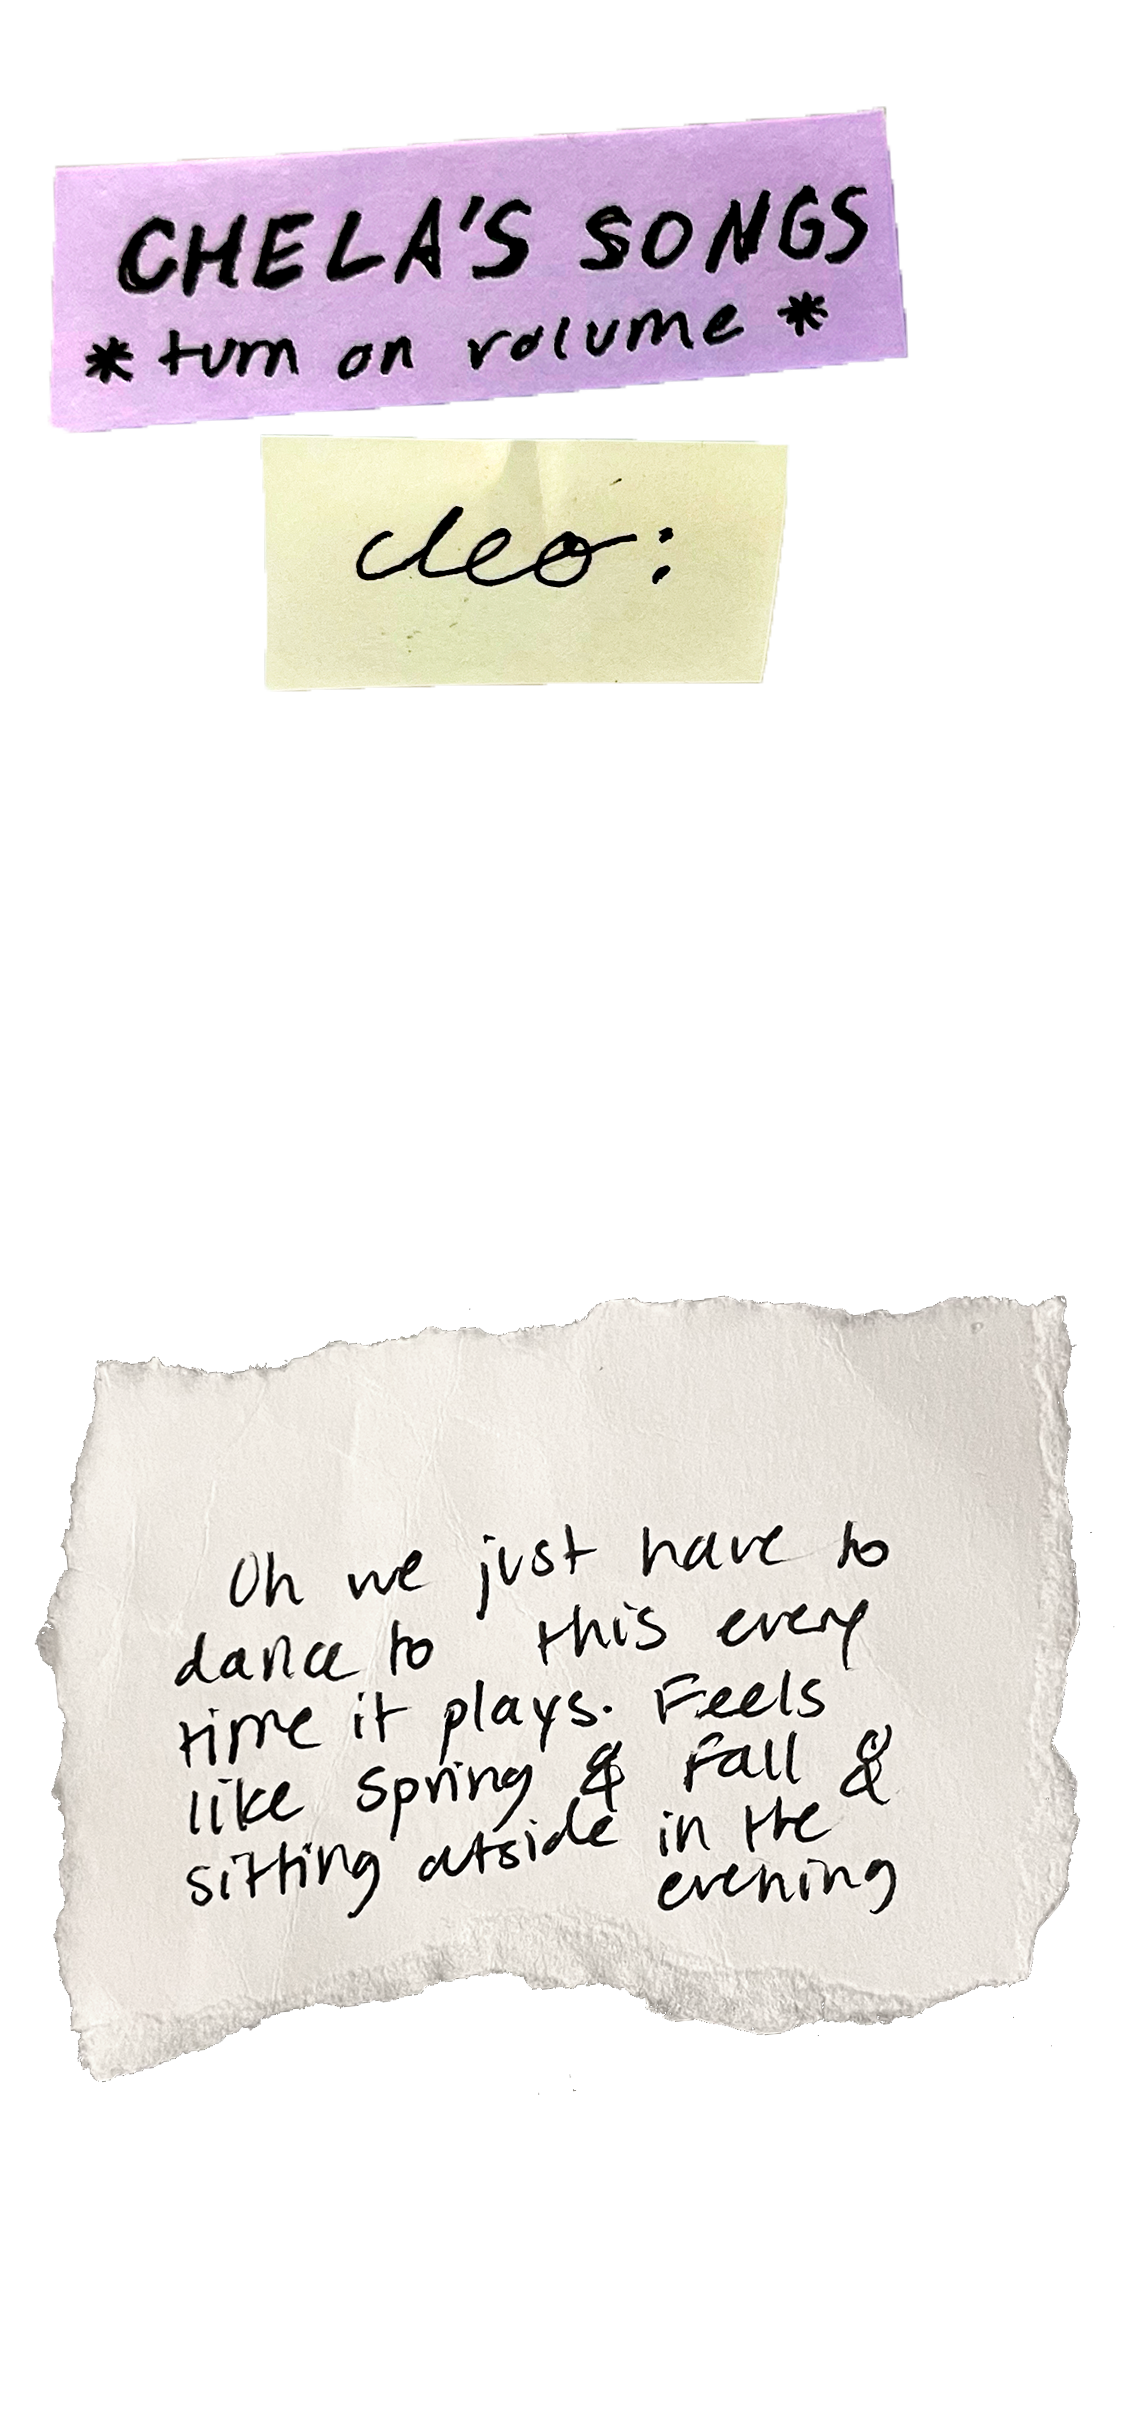 CHELA'S SONGS
* turn on volume *
cleo:
Oh we just have to
dance to this every
time it plays. Feels
like spring & Fall &
sitting outside in the
evening